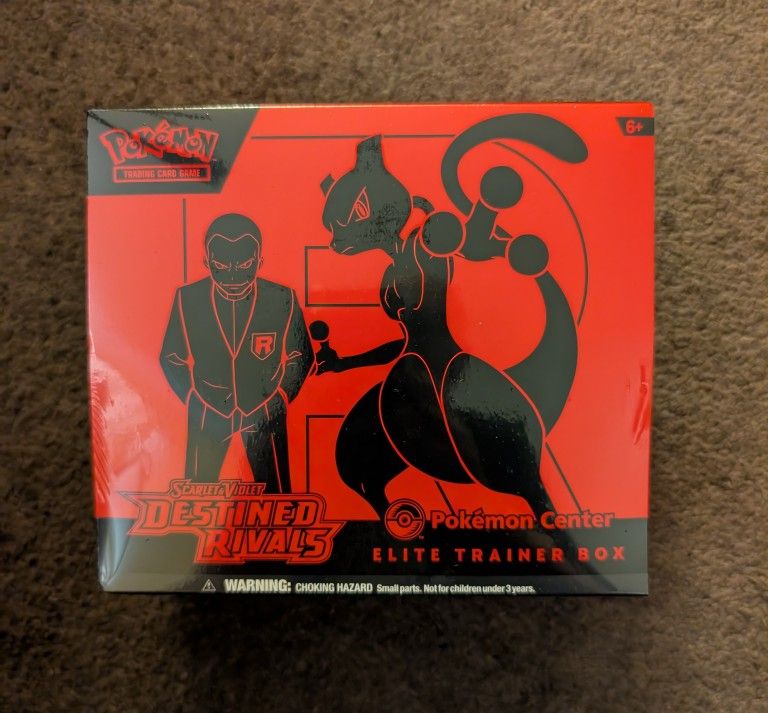 POKÉMON
TRADING CARD GAME
6+
R
SCARLET & VIOLET
DESTINED
RIVALS
Pokémon Center
TM
ELITE TRAINER BOX
WARNING: CHOKING HAZARD Small parts. Not for children under 3 years.